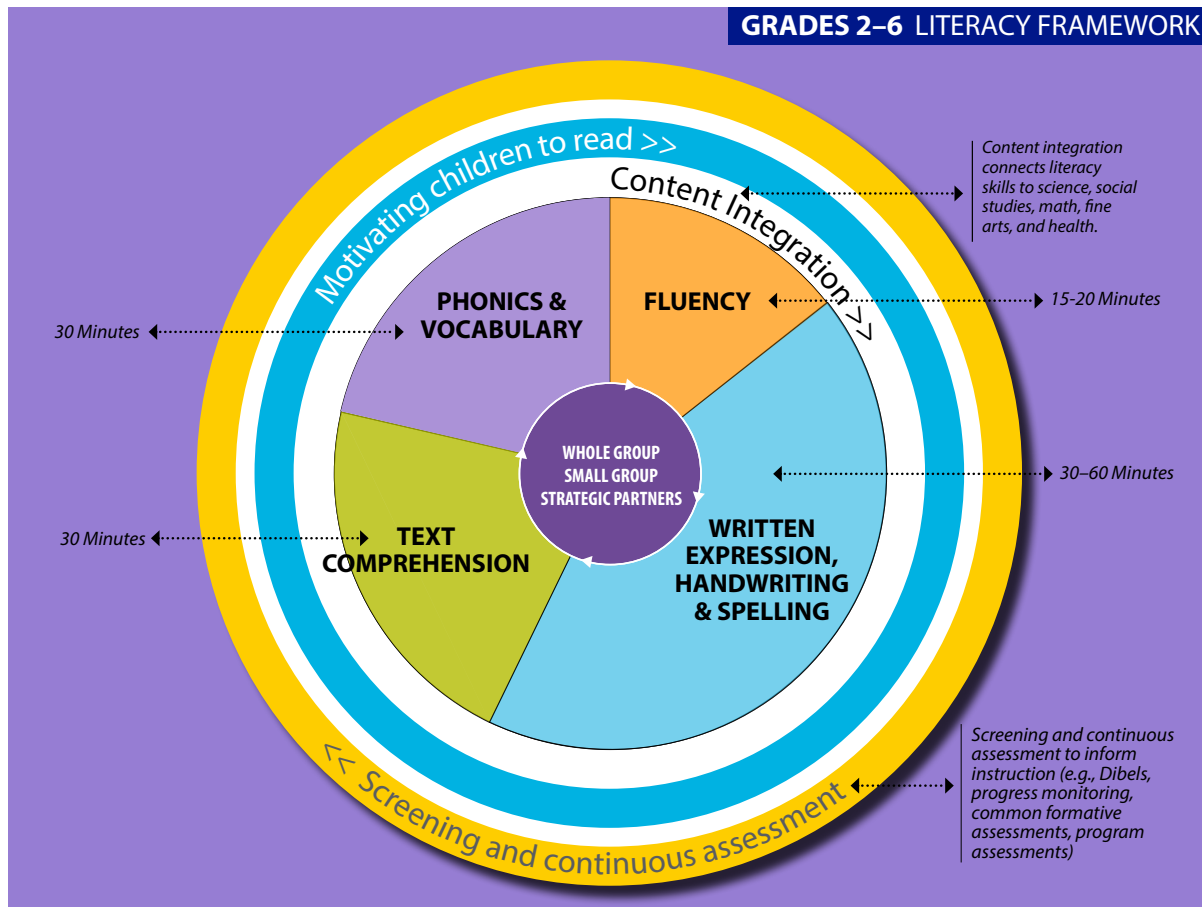 GRADES 2–6 LITERACY FRAMEWORK
Motivating children to read >>
Content Integration >>
Content integration
connects literacy
skills to science, social
studies, math, fine
arts, and health.
PHONICS &
VOCABULARY
FLUENCY
15-20 Minutes
30 Minutes
WHOLE GROUP
SMALL GROUP
STRATEGIC PARTNERS
30–60 Minutes
30 Minutes
TEXT
COMPREHENSION
WRITTEN
EXPRESSION,
HANDWRITING
& SPELLING
<< Screening and continuous assessment
Screening and continuous
assessment to inform
instruction (e.g., Dibels,
progress monitoring,
common formative
assessments, program
assessments)